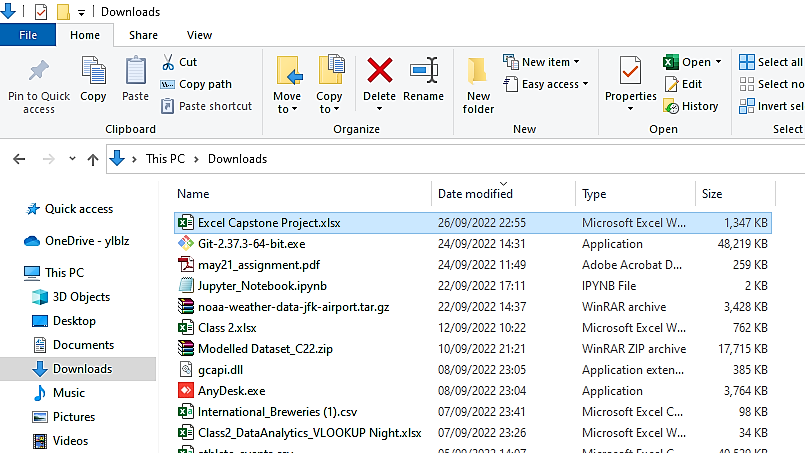 Downloads
File Home Share View
Pin to Quick access
Copy
Paste
Cut
Copy path
Paste shortcut
Clipboard
Move to
Copy to
Delete
Rename
Organize
New folder
New item
Easy access
New
Properties
Open
Edit
History
Open
Select all
Select no
Invert sel
Select
This PC > Downloads
Quick access
OneDrive - ylblz
This PC
3D Objects
Desktop
Documents
Downloads
Music
Pictures
Videos
Name Date modified Type Size
Excel Capstone Project.xlsx 26/09/2022 22:55 Microsoft Excel W... 1,347 KB
Git-2.37.3-64-bit.exe 24/09/2022 14:31 Application 48,219 KB
may21_assignment.pdf 24/09/2022 11:49 Adobe Acrobat D... 259 KB
Jupyter_Notebook.ipynb 22/09/2022 17:11 IPYNB File 2 KB
noaa-weather-data-jfk-airport.tar.gz 22/09/2022 14:37 WinRAR archive 3,428 KB
Class 2.xlsx 12/09/2022 10:22 Microsoft Excel W... 762 KB
Modelled Dataset_C22.zip 10/09/2022 21:21 WinRAR ZIP archive 17,715 KB
gcapi.dll 08/09/2022 23:05 Application exten... 385 KB
AnyDesk.exe 08/09/2022 23:04 Application 3,764 KB
International_Breweries (1).csv 07/09/2022 23:41 Microsoft Excel C... 98 KB
Class2_DataAnalytics_VLOOKUP Night.xlsx 07/09/2022 23:26 Microsoft Excel W... 34 KB